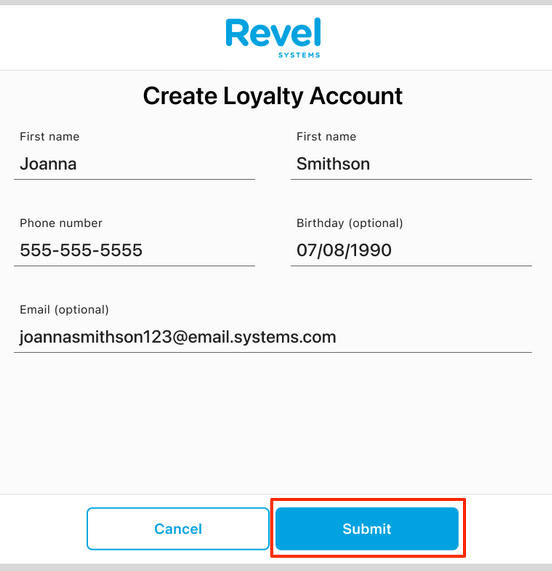 Revel
SYSTEMS
Create Loyalty Account
First name
First name
Joanna
Smithson
Phone number
Birthday (optional)
555-555-5555
07/08/1990
Email (optional)
joannasmithson123@email.systems.com
Cancel
Submit